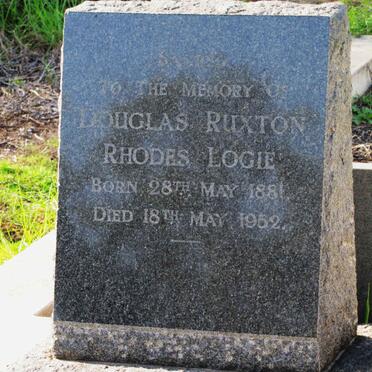 SACRED
TO THE MEMORY OF
DOUGLAS RUXTON
RHODES LOGIE
BORN 28TH MAY 1881.
DIED 18TH MAY 1952.